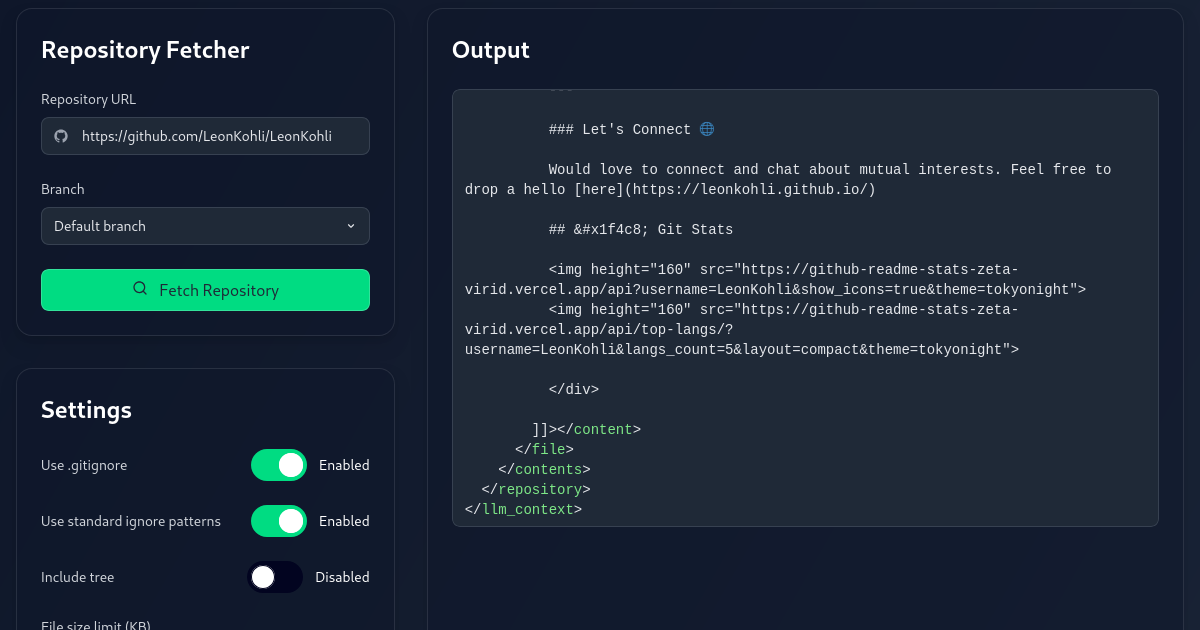 Repository Fetcher
Repository URL
https://github.com/LeonKohli/LeonKohli
Branch
Default branch
Fetch Repository
Settings
Use .gitignore
Enabled
Use standard ignore patterns
Enabled
Include tree
Disabled
File size limit (KB)
Output
### Let's Connect 🌐
Would love to connect and chat about mutual interests. Feel free to
drop a hello [here](https://leonkohli.github.io/)
## &#x1f4c8; Git Stats
<img height="160" src="https://github-readme-stats-zeta-
virid.vercel.app/api?username=LeonKohli&show_icons=true&theme=tokyonight">
<img height="160" src="https://github-readme-stats-zeta-
virid.vercel.app/api/top-langs/?
username=LeonKohli&langs_count=5&layout=compact&theme=tokyonight">
</div>
]]></content>
</file>
</contents>
</repository>
</llm_context>